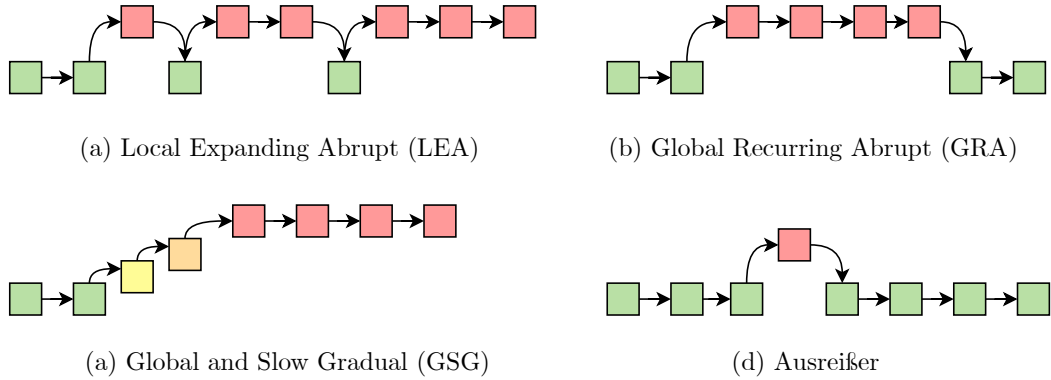 (a) Local Expanding Abrupt (LEA)
(b) Global Recurring Abrupt (GRA)
(a) Global and Slow Gradual (GSG)
(d) Ausreißer